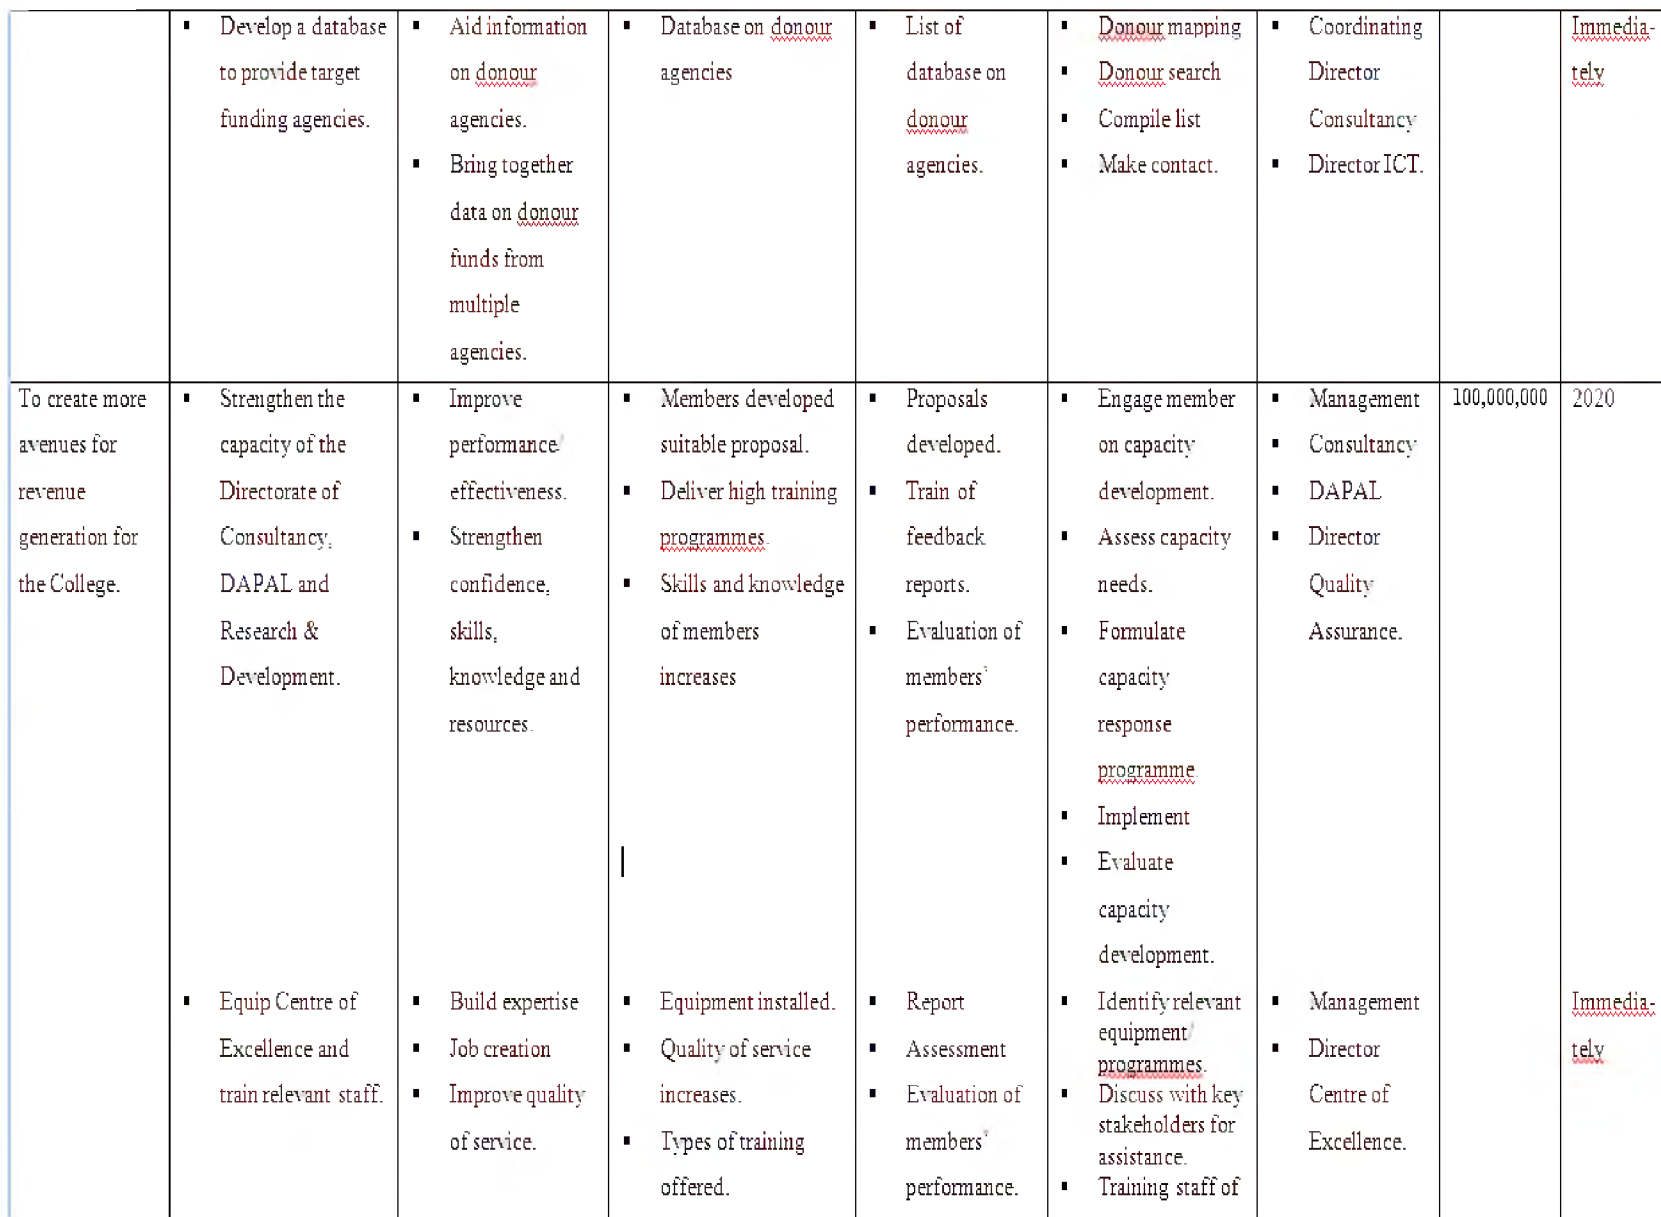 ▪ Develop a database
to provide target
funding agencies.
▪ Aid information
on donour
agencies.
▪ Bring together
data on donour
funds from
multiple
agencies.
▪ Database on donour
agencies
▪ List of
database on
donour
agencies.
▪ Donour mapping
▪ Donour search
▪ Compile list
▪ Make contact.
▪ Coordinating
Director
Consultancy
▪ Director ICT.
Immedia-
tely
To create more
avenues for
revenue
generation for
the College.
▪ Strengthen the
capacity of the
Directorate of
Consultancy,
DAPAL and
Research &
Development.
▪ Improve
performance/
effectiveness.
▪ Strengthen
confidence,
skills,
knowledge and
resources.
▪ Members developed
suitable proposal.
▪ Deliver high training
programmes.
▪ Skills and knowledge
of members
increases
▪ Proposals
developed.
▪ Train of
feedback
reports.
▪ Evaluation of
members'
performance.
▪ Engage member
on capacity
development.
▪ Assess capacity
needs.
▪ Formulate
capacity
response
programme.
▪ Implement
▪ Evaluate
capacity
development.
▪ Management
▪ Consultancy
▪ DAPAL
▪ Director
Quality
Assurance.
100,000,000
2020
▪ Equip Centre of
Excellence and
train relevant staff.
▪ Build expertise
▪ Job creation
▪ Improve quality
of service.
▪ Equipment installed.
▪ Quality of service
increases.
▪ Types of training
offered.
▪ Report
▪ Assessment
▪ Evaluation of
members'
performance.
▪ Identify relevant
equipment/
programmes.
▪ Discuss with key
stakeholders for
assistance.
▪ Training staff of
▪ Management
▪ Director
Centre of
Excellence.
Immedia-
tely